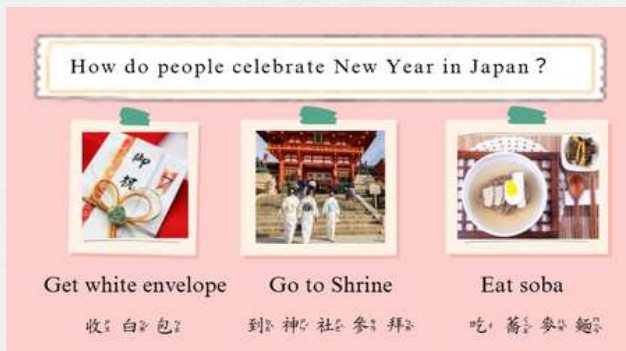 How do people celebrate New Year in Japan？
御祝
Get white envelope
Go to Shrine
Eat soba
收 白 包
到 神 社 參 拜
吃 蕎 麥 麵